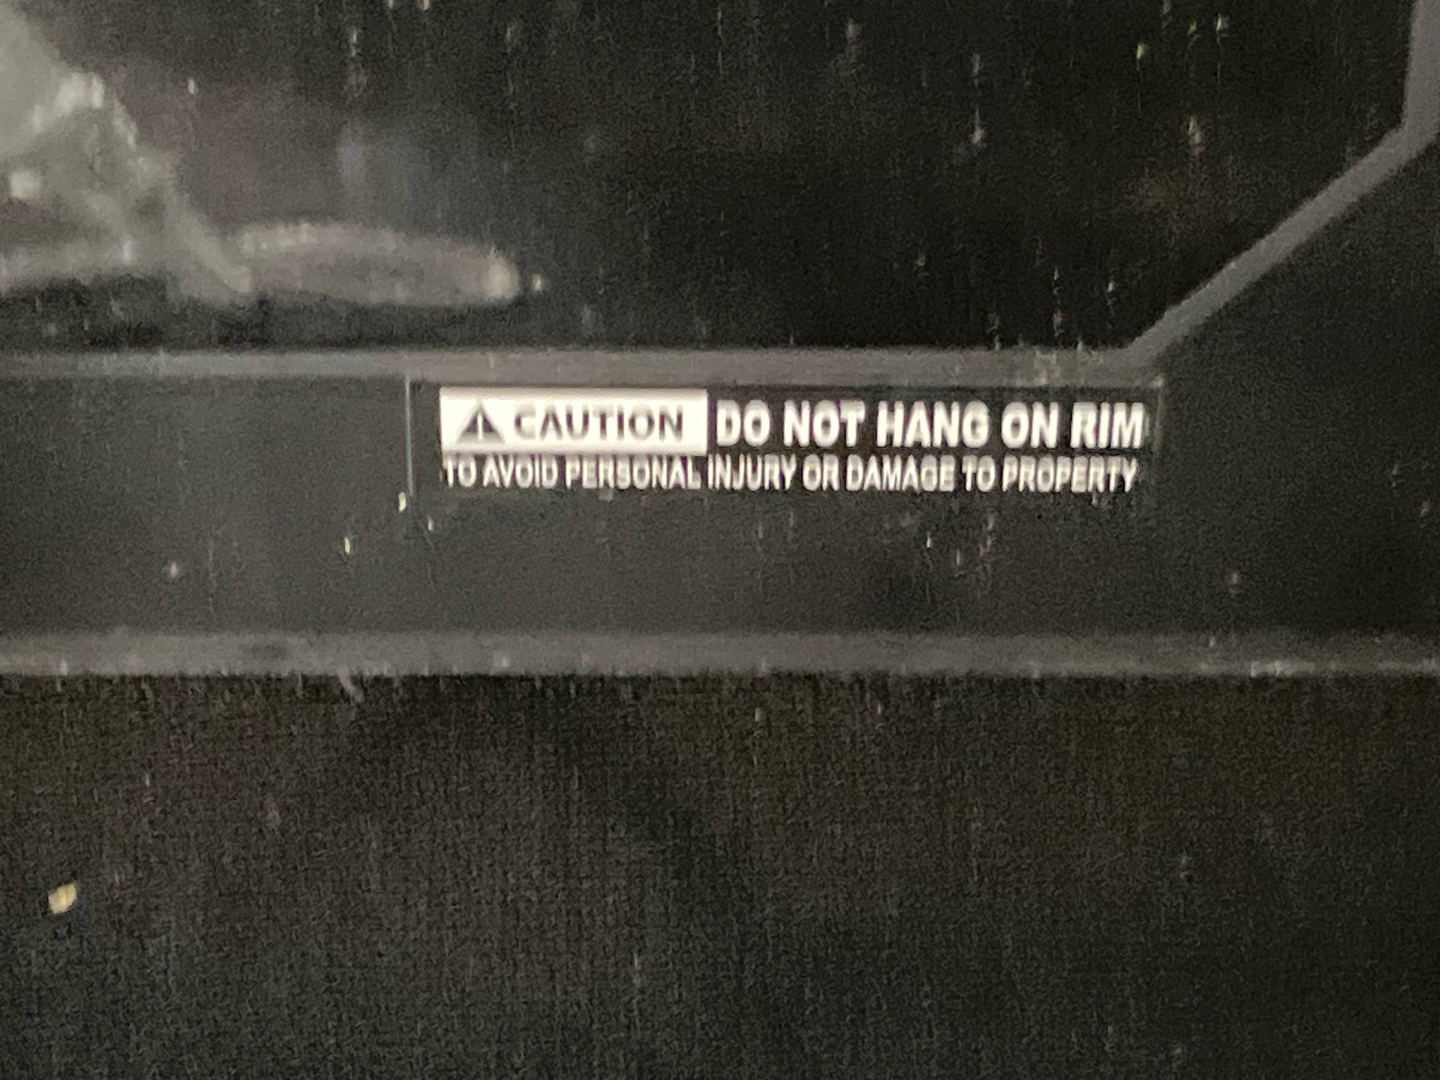 CAUTION DO NOT HANG ON RIM
TO AVOID PERSONAL INJURY OR DAMAGE TO PROPERTY